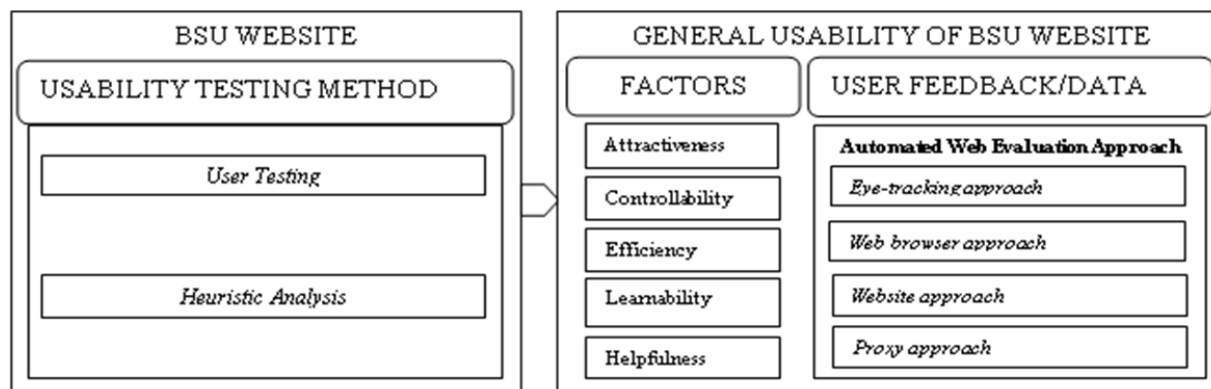 BSU WEBSITE
USABILITY TESTING METHOD
User Testing
Heuristic Analysis
GENERAL USABILITY OF BSU WEBSITE
FACTORS
Attractiveness
Controllability
Efficiency
Learnability
Helpfulness
USER FEEDBACK/DATA
Automated Web Evaluation Approach
Eye-tracking approach
Web browser approach
Website approach
Proxy approach